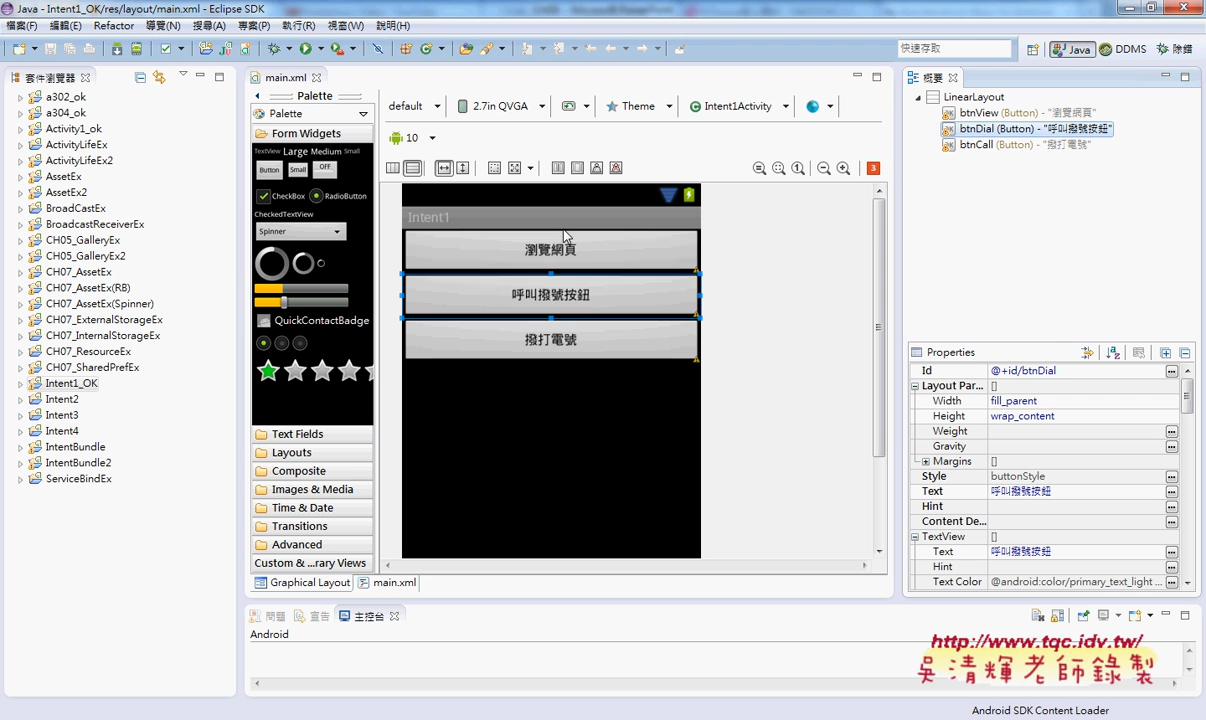 Java - Intent1_OK/res/layout/main.xml - Eclipse SDK
檔案(F) 編輯(E) Refactor 導覽(N) 搜尋(A) 專案(P) 執行(R) 視窗(W) 說明(H)
快速存取
Java
DDMS
除錯
套件瀏覽器
a302_ok
a304_ok
Activity1_ok
ActivityLifeEx
ActivityLifeEx2
AssetEx
AssetEx2
BroadCastEx
BroadcastReceiverEx
CH05_GalleryEx
CH05_GalleryEx2
CH07_AssetEx
CH07_AssetEx(RB)
CH07_AssetEx(SPB)
CH07_ExternalStorageEx
CH07_InternalStorageEx
CH07_ResourceEx
CH07_SharedPrefEx
Intent1_OK
Intent2
Intent3
Intent4
IntentBundle
IntentBundle2
ServiceBindEx
main.xml
Palette
Palette
Form Widgets
TextView Large Medium Small
Button Small OFF
CheckBox RadioButton
CheckedTextView
Spinner
QuickContactBadge
Text Fields
Layouts
Composite
Images & Media
Time & Date
Transitions
Advanced
Custom & ...rary Views
default 2.7in QVGA Theme Intent1Activity
10
3
Intent1
瀏覽網頁
呼叫撥號按鈕
撥打電號
Graphical Layout main.xml
概要
LinearLayout
btnView (Button) - "瀏覽網頁"
btnDial (Button) - "呼叫撥號按鈕"
btnCall (Button) - "撥打電號"
Properties
Id @+id/btnDial
Layout Par... []
Width fill_parent
Height wrap_content
Weight
Gravity
Margins []
Style buttonStyle
Text 呼叫撥號按鈕
Hint
Content De...
TextView []
Text 呼叫撥號按鈕
Hint
Text Color @android:color/primary_text_light ...
問題 宣告 主控台
Android
http://www.tqc.idv.tw/
吳清輝老師錄製
Android SDK Content Loader